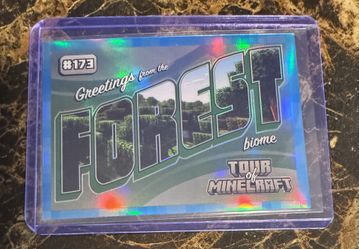 #173
Greetings from the
FOREST
biome
TOUR
of
MINECRAFT